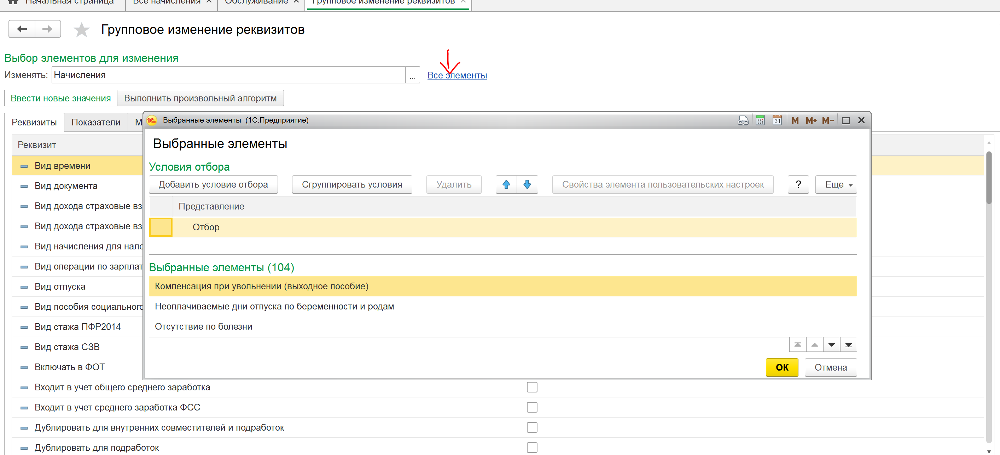 Начальная страница
Все начисления
Обслуживание
Групповое изменение реквизитов
Групповое изменение реквизитов
Выбор элементов для изменения
Изменять: Начисления ... Все элементы
Ввести новые значения Выполнить произвольный алгоритм
Реквизиты Показатели М
Реквизит
Вид времени
Вид документа
Вид дохода страховые вз
Вид дохода страховые вз
Вид начисления для нало
Вид операции по зарплат
Вид отпуска
Вид пособия социального
Вид стажа ПФР2014
Вид стажа СЗВ
Включать в ФОТ
Входит в учет общего среднего заработка
Входит в учет среднего заработка ФСС
Дублировать для внутренних совместителей и подработок
Дублировать для подработок
1С Выбранные элементы (1С:Предприятие) 31 M M+ M-
Выбранные элементы
Условия отбора
Добавить условие отбора Сгруппировать условия Удалить Свойства элемента пользовательских настроек ? Еще
Представление
Отбор
Выбранные элементы (104)
Компенсация при увольнении (выходное пособие)
Неоплачиваемые дни отпуска по беременности и родам
Отсутствие по болезни
ОК Отмена